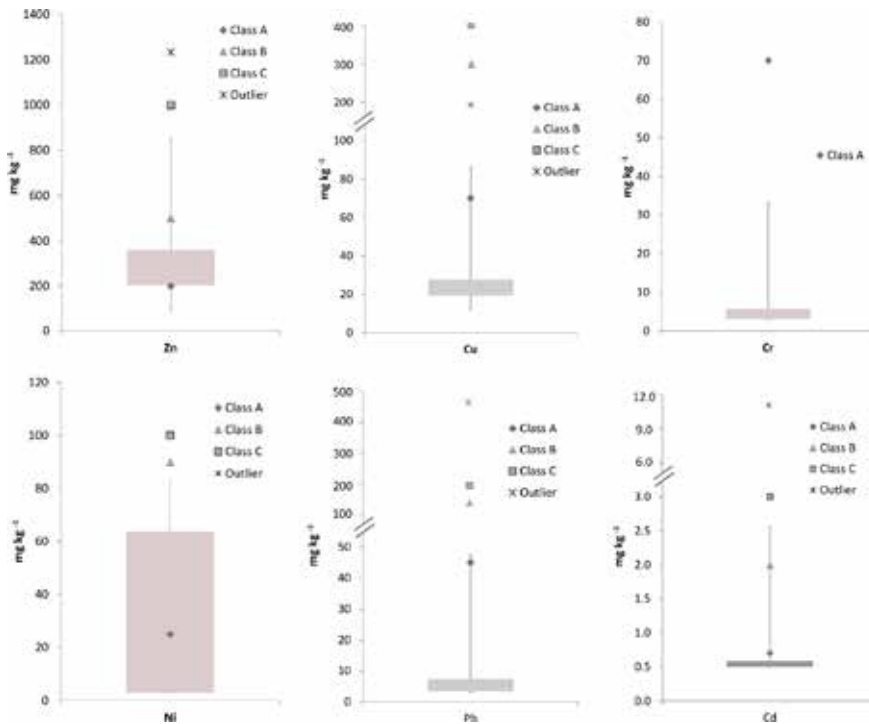 1400
1200
1000
800
600
400
200
0
mg kg⁻¹
Class A
Class B
Class C
Outlier
Zn
400
300
200
100
80
60
40
20
0
mg kg⁻¹
Class A
Class B
Class C
Outlier
Cu
80
70
60
50
40
30
20
10
0
mg kg⁻¹
Class A
Cr
120
100
80
60
40
20
0
mg kg⁻¹
Class A
Class B
Class C
Outlier
Ni
500
400
300
200
100
50
40
30
20
10
0
mg kg⁻¹
Class A
Class B
Class C
Outlier
Pb
12.0
9.0
6.0
3.0
2.5
2.0
1.5
1.0
0.5
0.0
mg kg⁻¹
Class A
Class B
Class C
Outlier
Cd